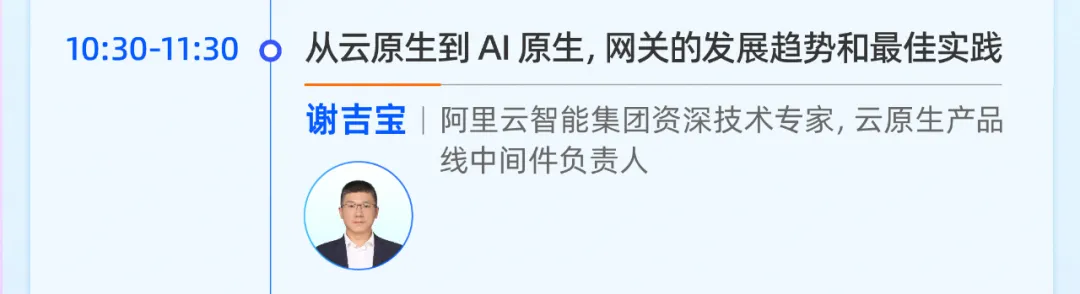 10:30-11:30
从云原生到 AI 原生, 网关的发展趋势和最佳实践
谢吉宝 | 阿里云智能集团资深技术专家, 云原生产品
线中间件负责人